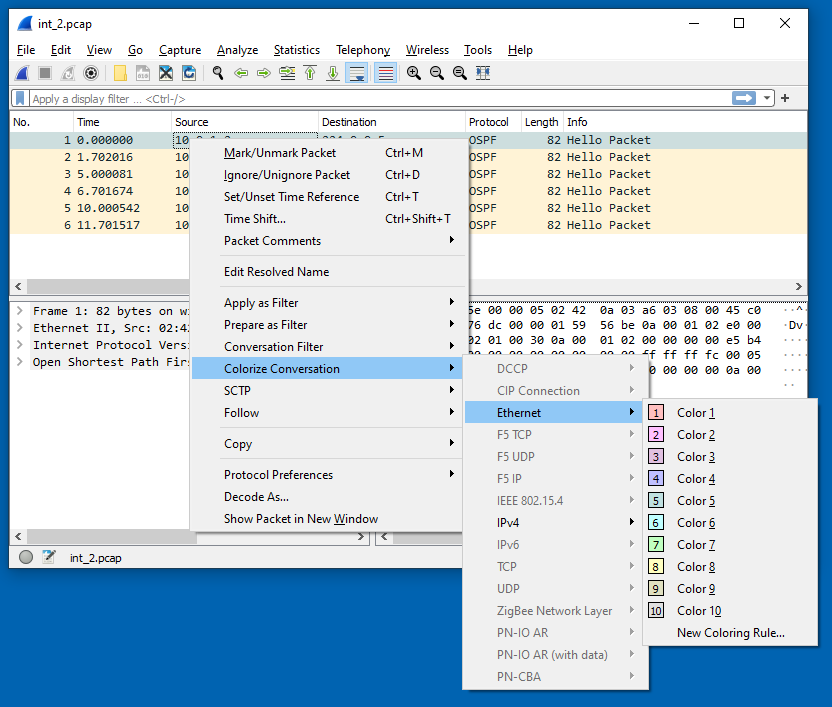 int_2.pcap
File Edit View Go Capture Analyze Statistics Telephony Wireless Tools Help
Apply a display filter ... <Ctrl-/>
No. Time Source Destination Protocol Length Info
1 0.000000 OSPF 82 Hello Packet
2 1.702016 10 OSPF 82 Hello Packet
3 5.000081 10 OSPF 82 Hello Packet
4 6.701674 10 OSPF 82 Hello Packet
5 10.000542 10 OSPF 82 Hello Packet
6 11.701517 10 OSPF 82 Hello Packet
Mark/Unmark Packet Ctrl+M
Ignore/Unignore Packet Ctrl+D
Set/Unset Time Reference Ctrl+T
Time Shift... Ctrl+Shift+T
Packet Comments
Edit Resolved Name
Apply as Filter
Prepare as Filter
Conversation Filter
Colorize Conversation
SCTP
Follow
Copy
Protocol Preferences
Decode As...
Show Packet in New Window
Frame 1: 82 bytes on wi
Ethernet II, Src: 02:42
Internet Protocol Versi
Open Shortest Path Firs
5e 00 00 05 02 42 0a 03 a6 03 08 00 45 c0 ··^
76 dc 00 00 01 59 56 be 0a 00 01 02 e0 00 ·Dv
02 01 00 30 0a 00 01 02 00 00 00 00 e5 b4
ff ff ff fc 00 05
00 00 00 00 0a 00
DCCP
CIP Connection
Ethernet
F5 TCP
F5 UDP
F5 IP
IEEE 802.15.4
IPv4
IPv6
TCP
UDP
ZigBee Network Layer
PN-IO AR
PN-IO AR (with data)
PN-CBA
1 Color 1
2 Color 2
3 Color 3
4 Color 4
5 Color 5
6 Color 6
7 Color 7
8 Color 8
9 Color 9
10 Color 10
New Coloring Rule...
int_2.pcap